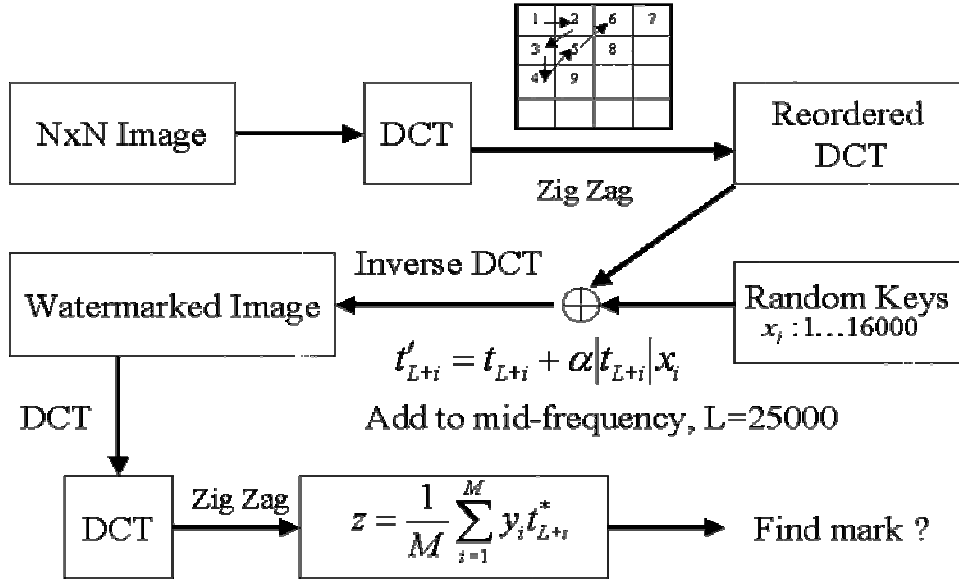 1 2 6 7
3 5 8
4 9
NxN Image
DCT
Zig Zag
Reordered
DCT
Inverse DCT
Watermarked Image
Random Keys
x_i : 1…16000
t′_{L+i} = t_{L+i} + α|t_{L+i}|x_i
Add to mid-frequency, L=25000
DCT
DCT
Zig Zag
z = \frac{1}{M} \sum_{i=1}^{M} y_i t^*_{L+i}
Find mark ?